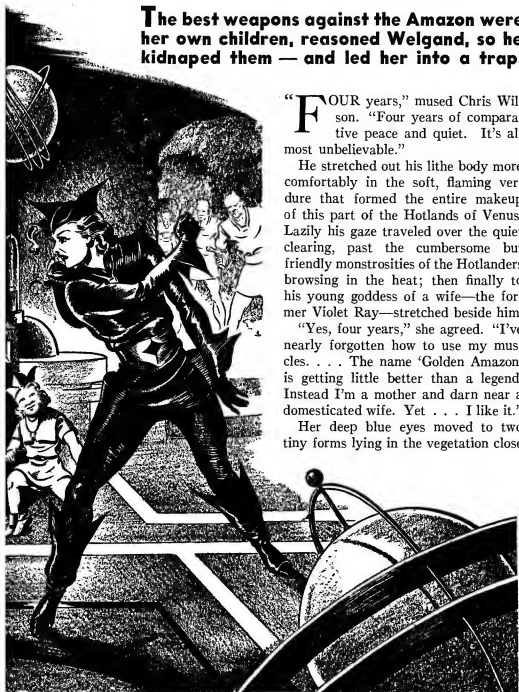 The best weapons against the Amazon were
her own children, reasoned Welgand, so he
kidnaped them — and led her into a trap
“FOUR years,” mused Chris Wil
son. “Four years of compara
tive peace and quiet. It’s al
most unbelievable.”
He stretched out his lithe body more
comfortably in the soft, flaming ver
dure that formed the entire makeup
of this part of the Hotlands of Venus
Lazily his gaze traveled over the quiet
clearing, past the cumbersome but
friendly monstrosities of the Hotlanders
browsing in the heat; then finally to
his young goddess of a wife—the for
mer Violet Ray—stretched beside him
“Yes, four years,” she agreed. “I’ve
nearly forgotten how to use my mus
cles. . . . The name ‘Golden Amazon
is getting little better than a legend
Instead I’m a mother and darn near a
domesticated wife. Yet . . . I like it.”
Her deep blue eyes moved to two
tiny forms lying in the vegetation close